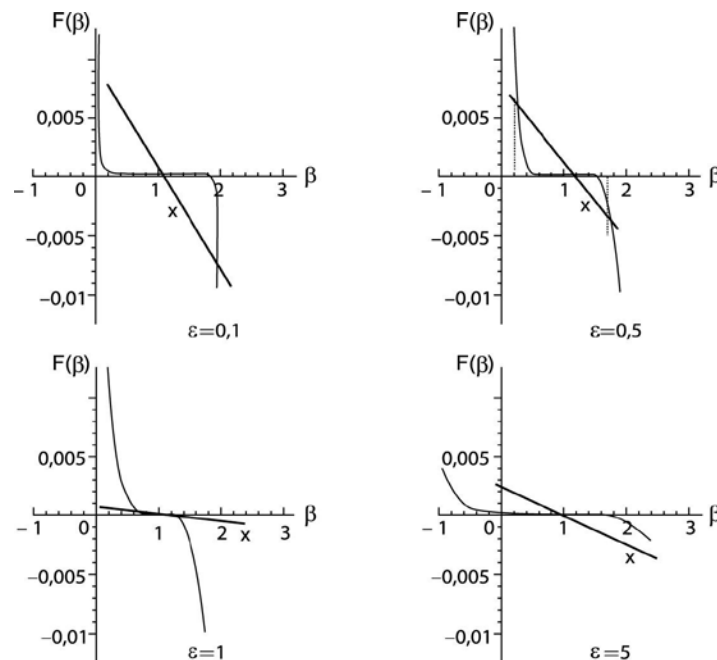 F(β)
0,005
– 1
0
1
2
3
β
x
–0,005
–0,01
ε=0,1
F(β)
0,005
– 1
0
1
2
3
β
x
–0,005
–0,01
ε=0,5
F(β)
0,005
– 1
0
1
2
3
β
x
–0,005
–0,01
ε=1
F(β)
0,005
– 1
0
1
2
3
β
x
–0,005
–0,01
ε=5